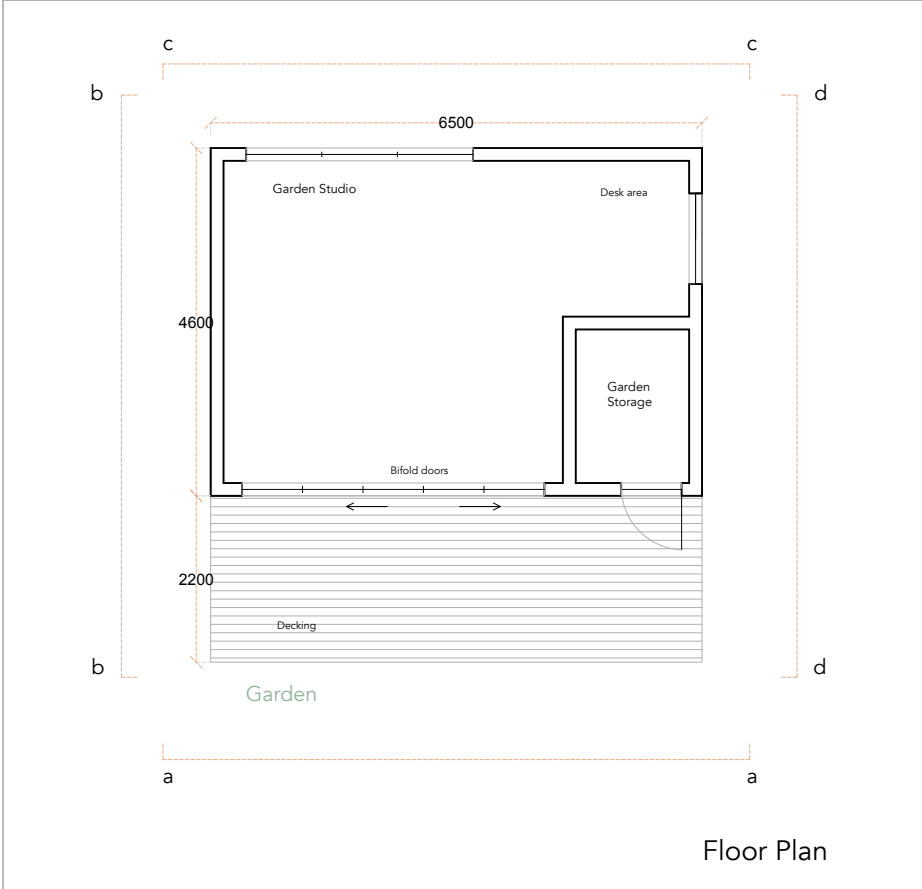 c c
b d
6500
Garden Studio
Desk area
4600
Garden
Storage
Bifold doors
2200
Decking
b d
Garden
a a
Floor Plan